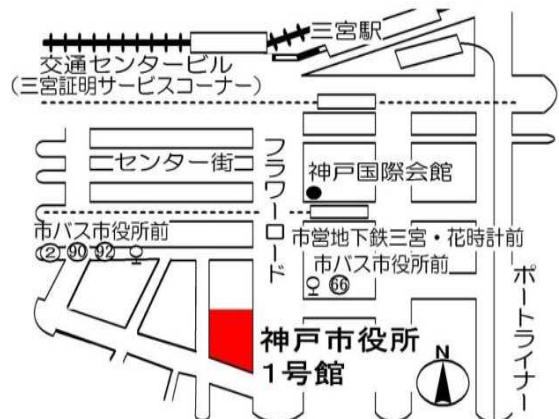 三宮駅
交通センタービル
(三宮証明サービスコーナー)
センター街
フラワーロード
神戸国際会館
市バス市役所前
② 90 92
市営地下鉄三宮・花時計前
市バス市役所前
66
ポートライナー
神戸市役所
1号館
N